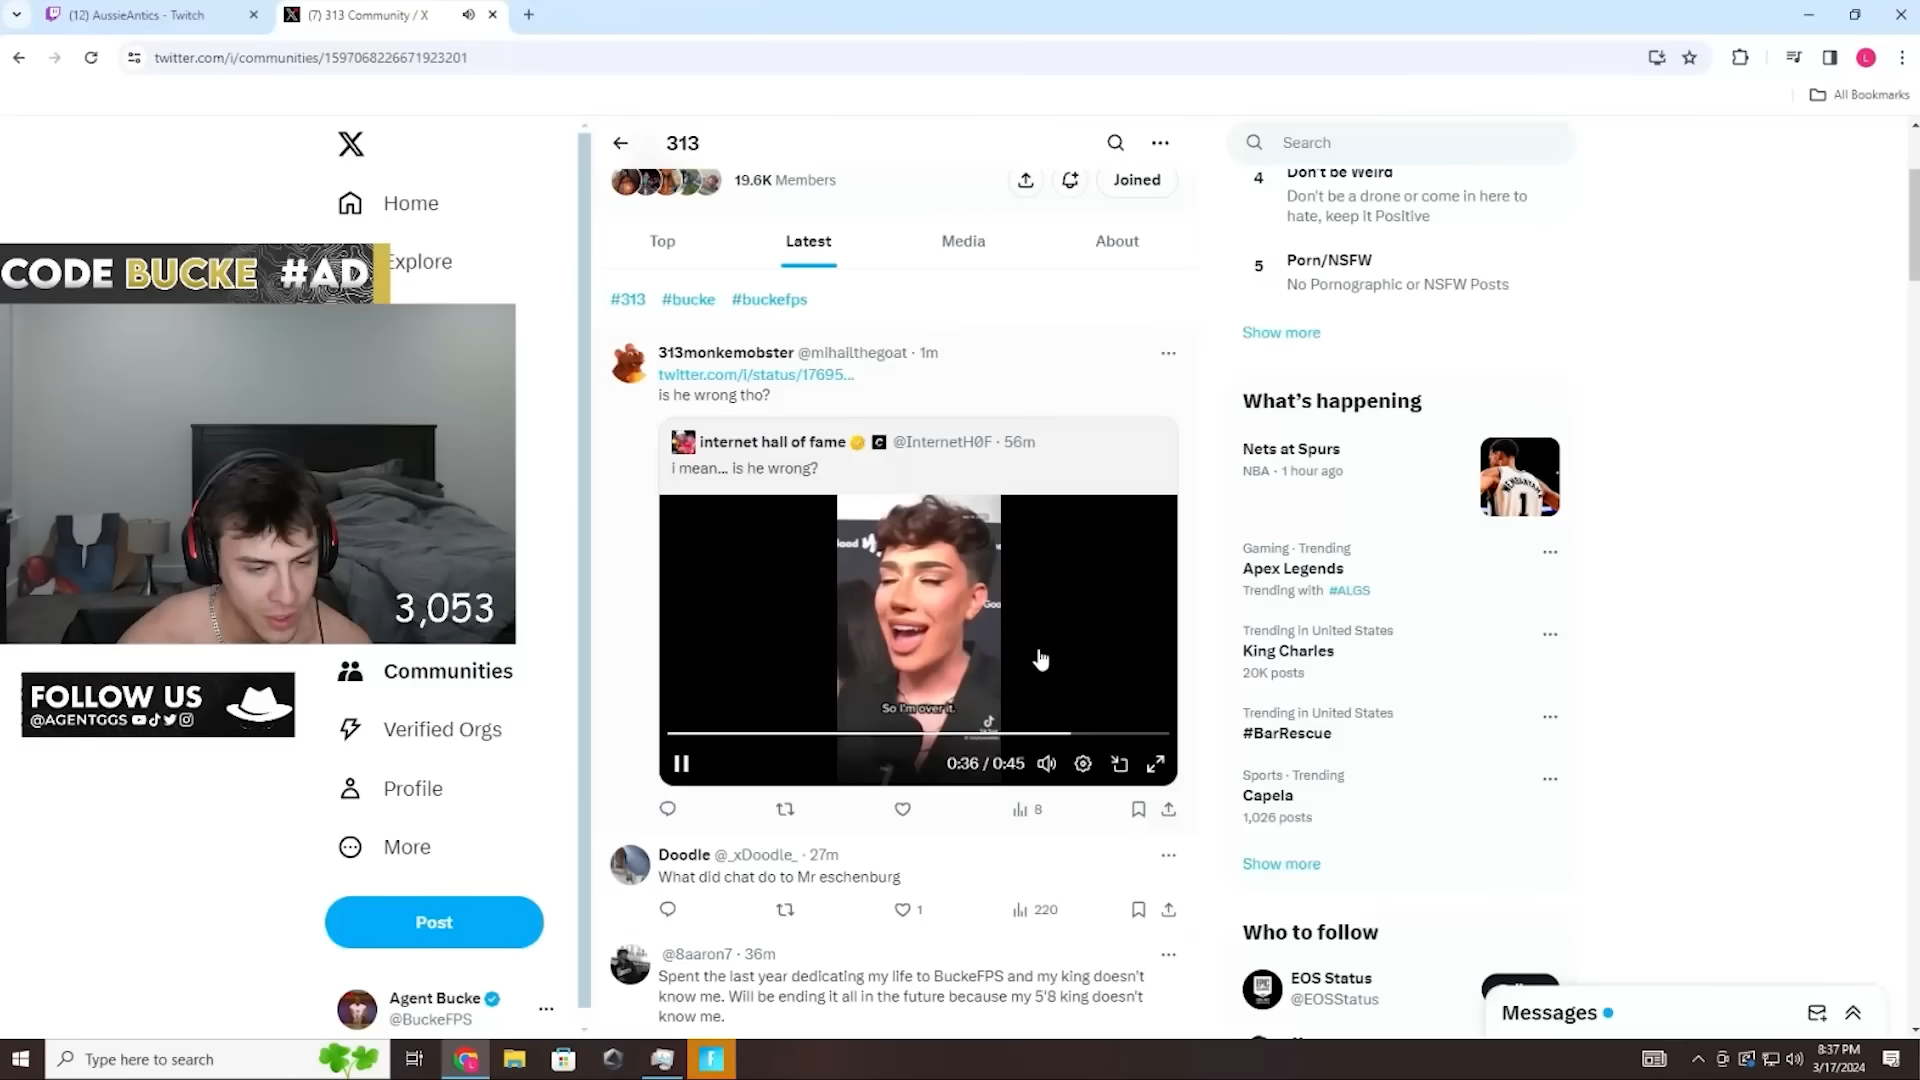 (12) AussieAntics - Twitch
(7) 313 Community / X
twitter.com/i/communities/1597068226671923201
All Bookmarks
Home
Explore
CODE BUCKE #AD
3,053
FOLLOW US
@AGENTGGS
Communities
Verified Orgs
Profile
More
Post
Agent Bucke
@BuckeFPS
313
19.6K Members
Joined
Top
Latest
Media
About
#313 #bucke #buckefps
313monkemobster @mihailthegoat · 1m
twitter.com/i/status/17695...
is he wrong tho?
internet hall of fame @InternetH0F · 56m
i mean... is he wrong?
So I'm over it.
0:36 / 0:45
8
Doodle @_xDoodle_ · 27m
What did chat do to Mr eschenburg
1
220
@8aaron7 · 36m
Spent the last year dedicating my life to BuckeFPS and my king doesn't
know me. Will be ending it all in the future because my 5'8 king doesn't
know me.
Search
4
Don't be Weird
Don't be a drone or come in here to
hate, keep it Positive
5
Porn/NSFW
No Pornographic or NSFW Posts
Show more
What's happening
Nets at Spurs
NBA · 1 hour ago
WEMBANYAMA
1
Gaming · Trending
Apex Legends
Trending with #ALGS
Trending in United States
King Charles
20K posts
Trending in United States
#BarRescue
Sports · Trending
Capela
1,026 posts
Show more
Who to follow
EOS Status
@EOSStatus
Messages
Type here to search
8:37 PM
3/17/2024